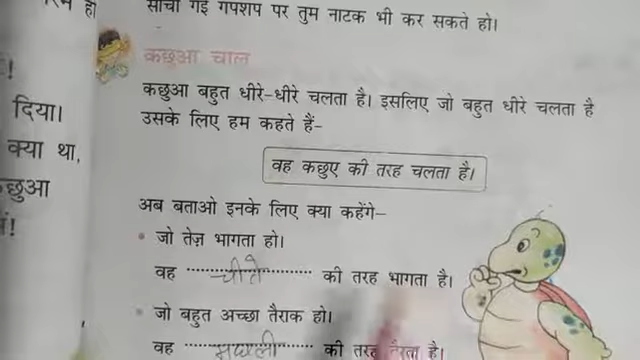 दिया।
क्या था,
साची गई गपशप पर तुम नाटक भी कर सकते हो।
कछुआ चाल
कछुआ बहुत धीरे-धीरे चलता है। इसलिए जो बहुत धीरे चलता है
उसके लिए हम कहते हैं-
वह कछुए की तरह चलता है।
अब बताओ इनके लिए क्या कहेंगे-
• जो तेज़ भागता हो।
वह चीते की तरह भागता है।
• जो बहुत अच्छा तैराक हो।
वह मछली की तरह तैरता है।